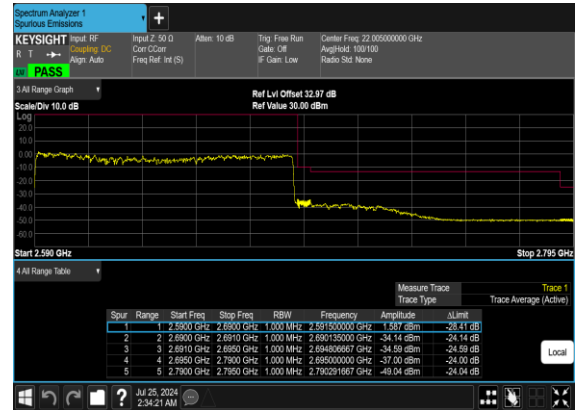 Spectrum Analyzer 1
Spurious Emissions
+
KEYSIGHT Input: RF Input Z: 50 Ω Atten: 10 dB Trig: Free Run Center Freq: 22.005000000 GHz
R T Coupling: DC Corr CCorr Gate: Off Avg|Hold: 100/100
Align: Auto Freq Ref: Int (S) IF Gain: Low Radio Std: None
LXI PASS
3 All Range Graph
Ref Lvl Offset 32.97 dB
Scale/Div 10.0 dB Ref Value 30.00 dBm
Log
20.0
10.0
0.00
-10.0
-20.0
-30.0
-40.0
-50.0
-60.0
Start 2.590 GHz Stop 2.795 GHz
4 All Range Table
Measure Trace Trace 1
Trace Type Trace Average (Active)
Spur Range Start Freq Stop Freq RBW Frequency Amplitude ΔLimit
1 1 2.5900 GHz 2.6900 GHz 1.000 MHz 2.591500000 GHz 1.587 dBm -28.41 dB
2 2 2.6900 GHz 2.6910 GHz 1.000 MHz 2.690135000 GHz -34.14 dBm -24.14 dB
3 3 2.6910 GHz 2.6950 GHz 1.000 MHz 2.694806667 GHz -34.59 dBm -24.59 dB
4 4 2.6950 GHz 2.7900 GHz 1.000 MHz 2.695000000 GHz -37.00 dBm -24.00 dB
5 5 2.7900 GHz 2.7950 GHz 1.000 MHz 2.790291667 GHz -49.04 dBm -24.04 dB
Local
?
Jul 25, 2024
2:34:21 AM